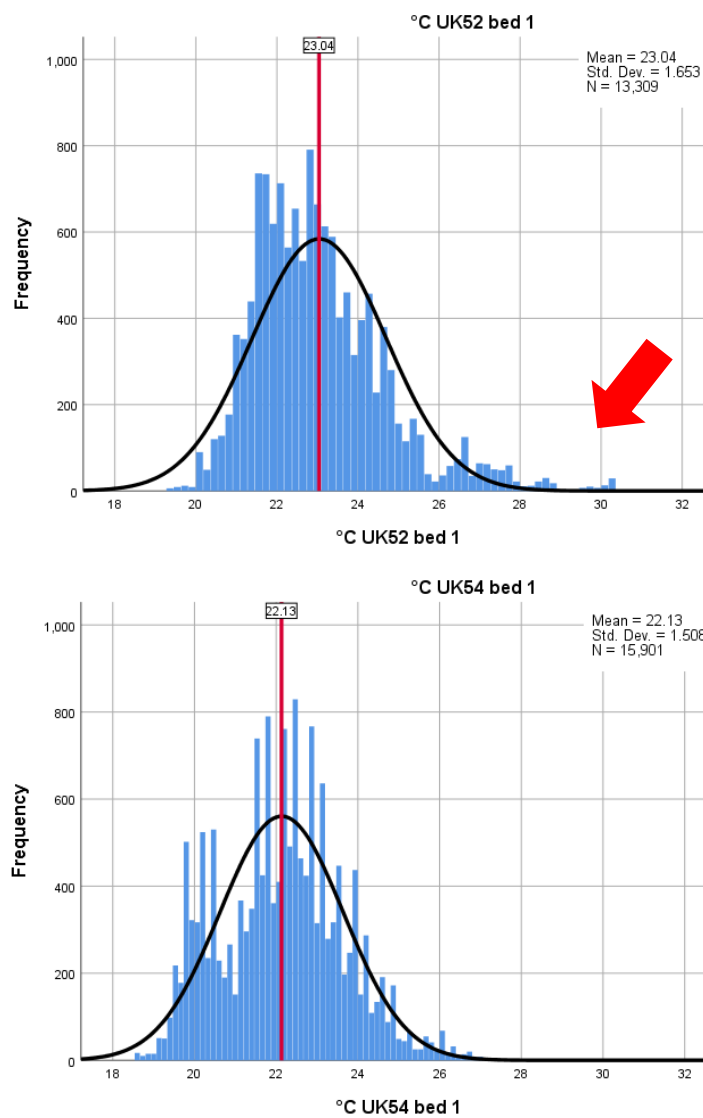 °C UK52 bed 1
23.04
Mean = 23.04
Std. Dev. = 1.653
N = 13,309
1,000
800
600
400
200
0
Frequency
18 20 22 24 26 28 30 32
°C UK52 bed 1
°C UK54 bed 1
22.13
Mean = 22.13
Std. Dev. = 1.508
N = 15,901
1,000
800
600
400
200
0
Frequency
18 20 22 24 26 28 30 32
°C UK54 bed 1